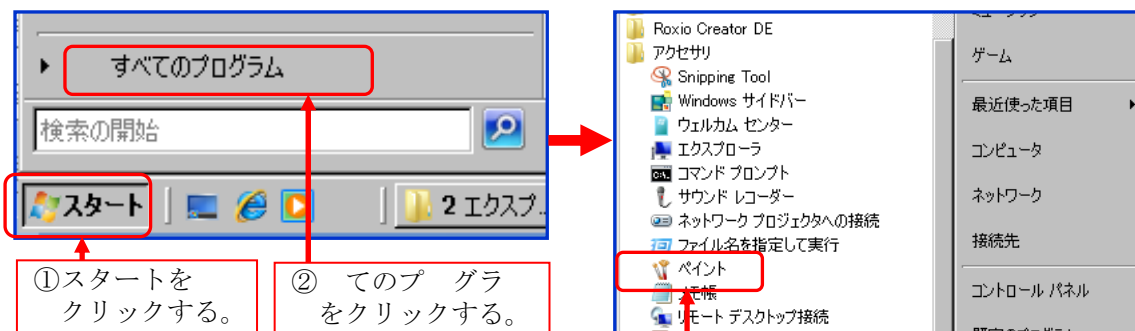 すべてのプログラム
検索の開始
スタート
2 エクスプ..
①スタートを
クリックする。
② てのプ グラ
をクリックする。
Roxio Creator DE
アクセサリ
Snipping Tool
Windows サイドバー
ウェルカム センター
エクスプローラ
コマンド プロンプト
サウンド レコーダー
ネットワーク プロジェクタへの接続
ファイル名を指定して実行
ペイント
メモ帳
リモート デスクトップ接続
ゲーム
最近使った項目
コンピュータ
ネットワーク
接続先
コントロール パネル